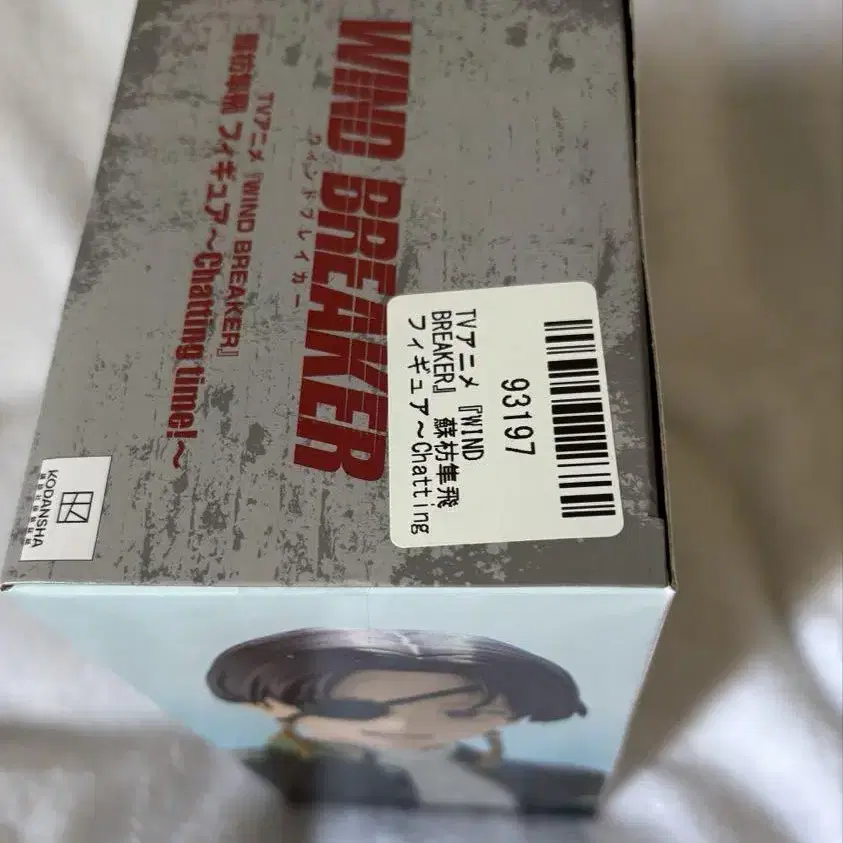 WIND BREAKER
ウィンドブレイカー
TVアニメ『WIND BREAKER』
蘇枋隼飛 フィギュア～Chatting time!～
93197
TVアニメ『WIND
BREAKER』 蘇枋隼飛
フィギュア～Chatting
KODANSHA